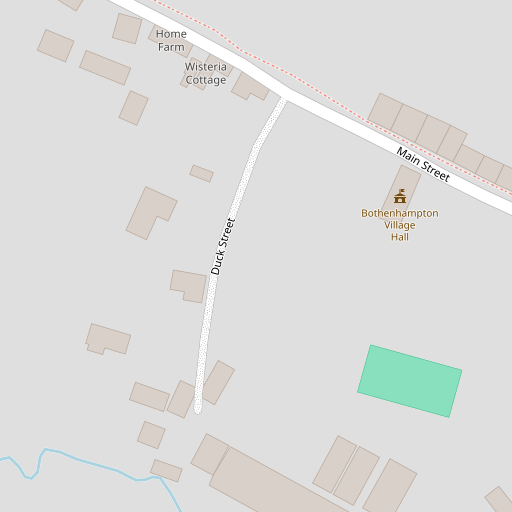 Home
Farm
Wisteria
Cottage
Main Street
Bothenhampton
Village
Hall
Duck Street